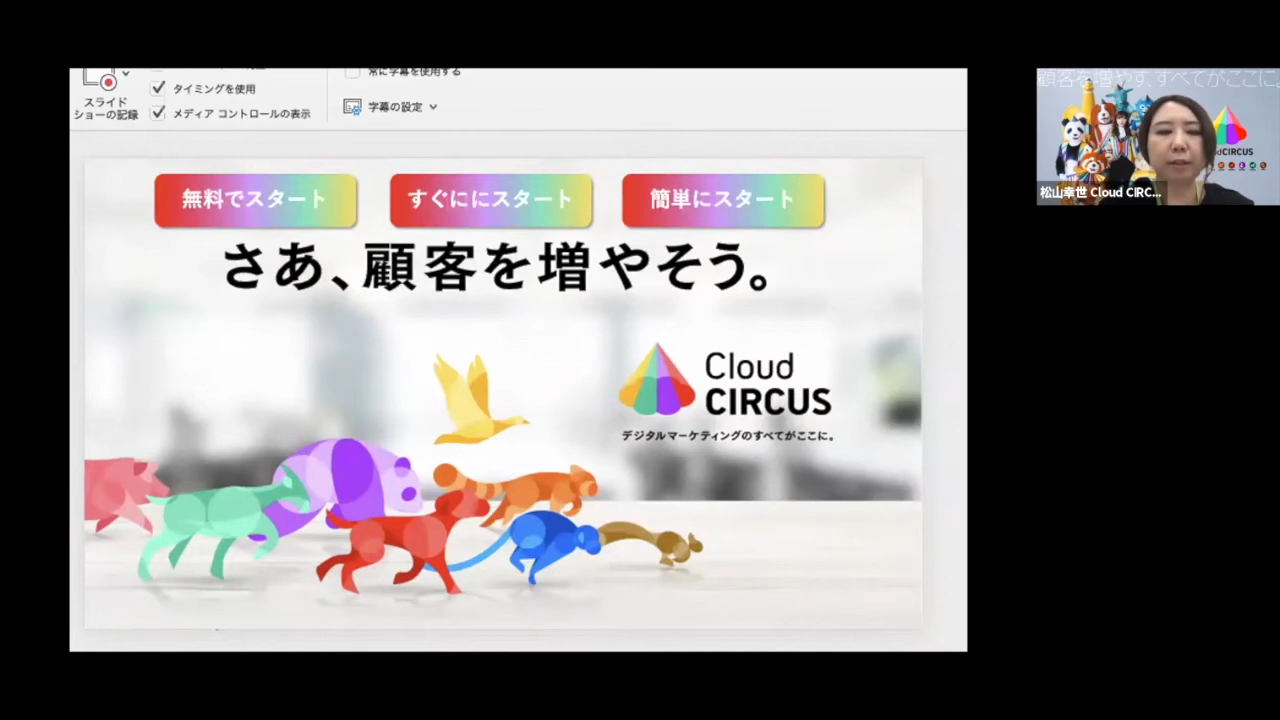 スライド
ショーの記録
タイミングを使用
メディア コントロールの表示
常に字幕を使用する
字幕の設定
無料でスタート
すぐににスタート
簡単にスタート
さあ、顧客を増やそう。
Cloud
CIRCUS
デジタルマーケティングのすべてがここに。
顧客を増やす、すべてがここに。
CIRCUS
松山幸世 Cloud CIRC...